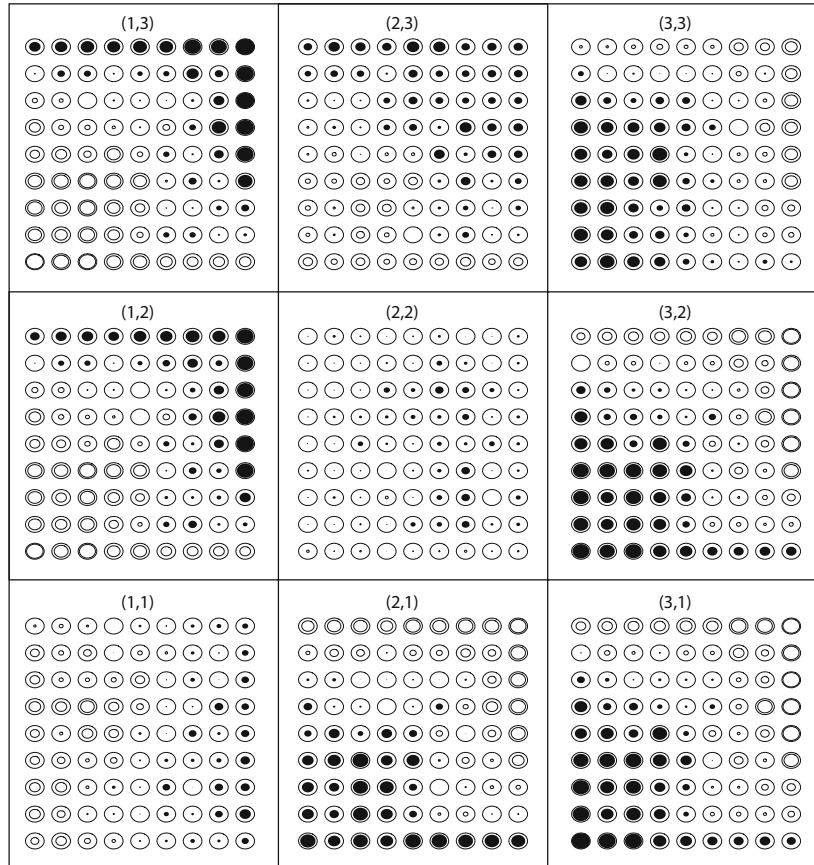 (1,3) (2,3) (3,3)
(1,2) (2,2) (3,2)
(1,1) (2,1) (3,1)